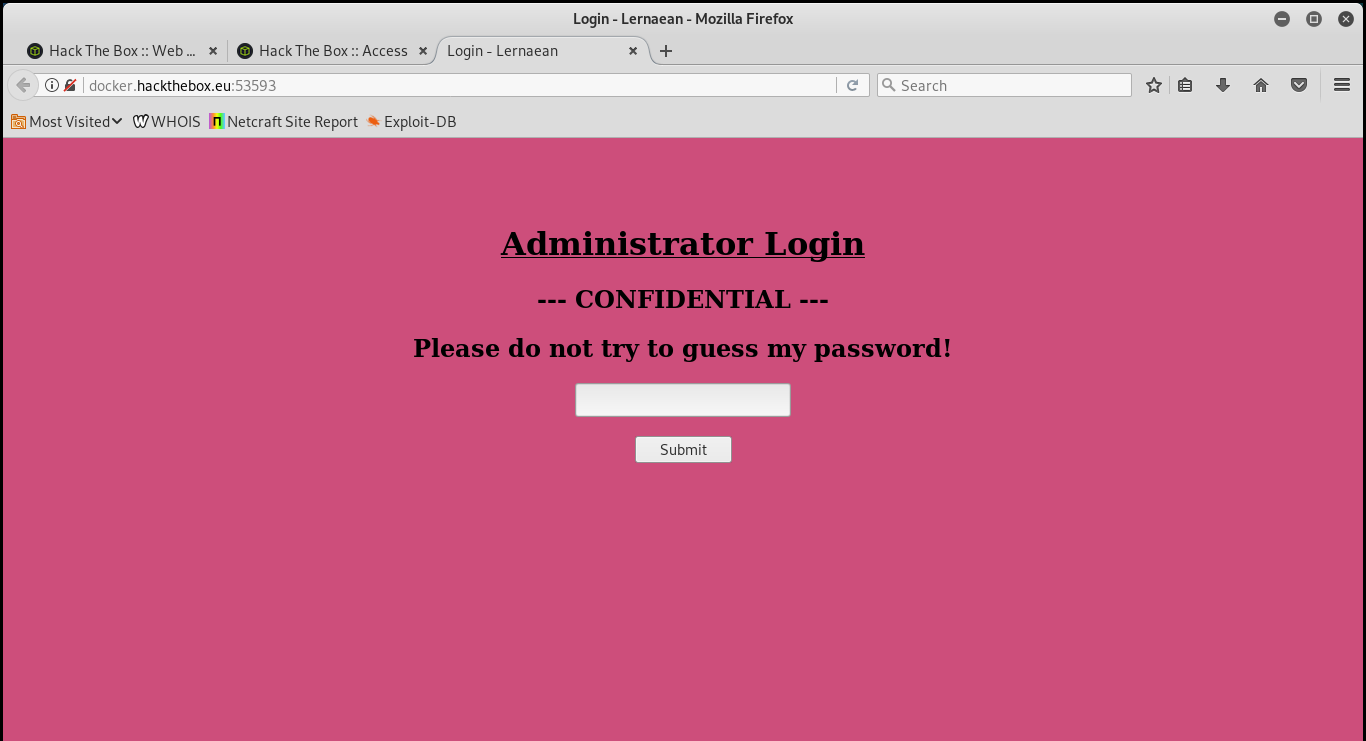 Login - Lernaean - Mozilla Firefox
Hack The Box :: Web ... Hack The Box :: Access Login - Lernaean
docker.hackthebox.eu:53593 Search
Most Visited WHOIS Netcraft Site Report Exploit-DB
Administrator Login
--- CONFIDENTIAL ---
Please do not try to guess my password!
Submit